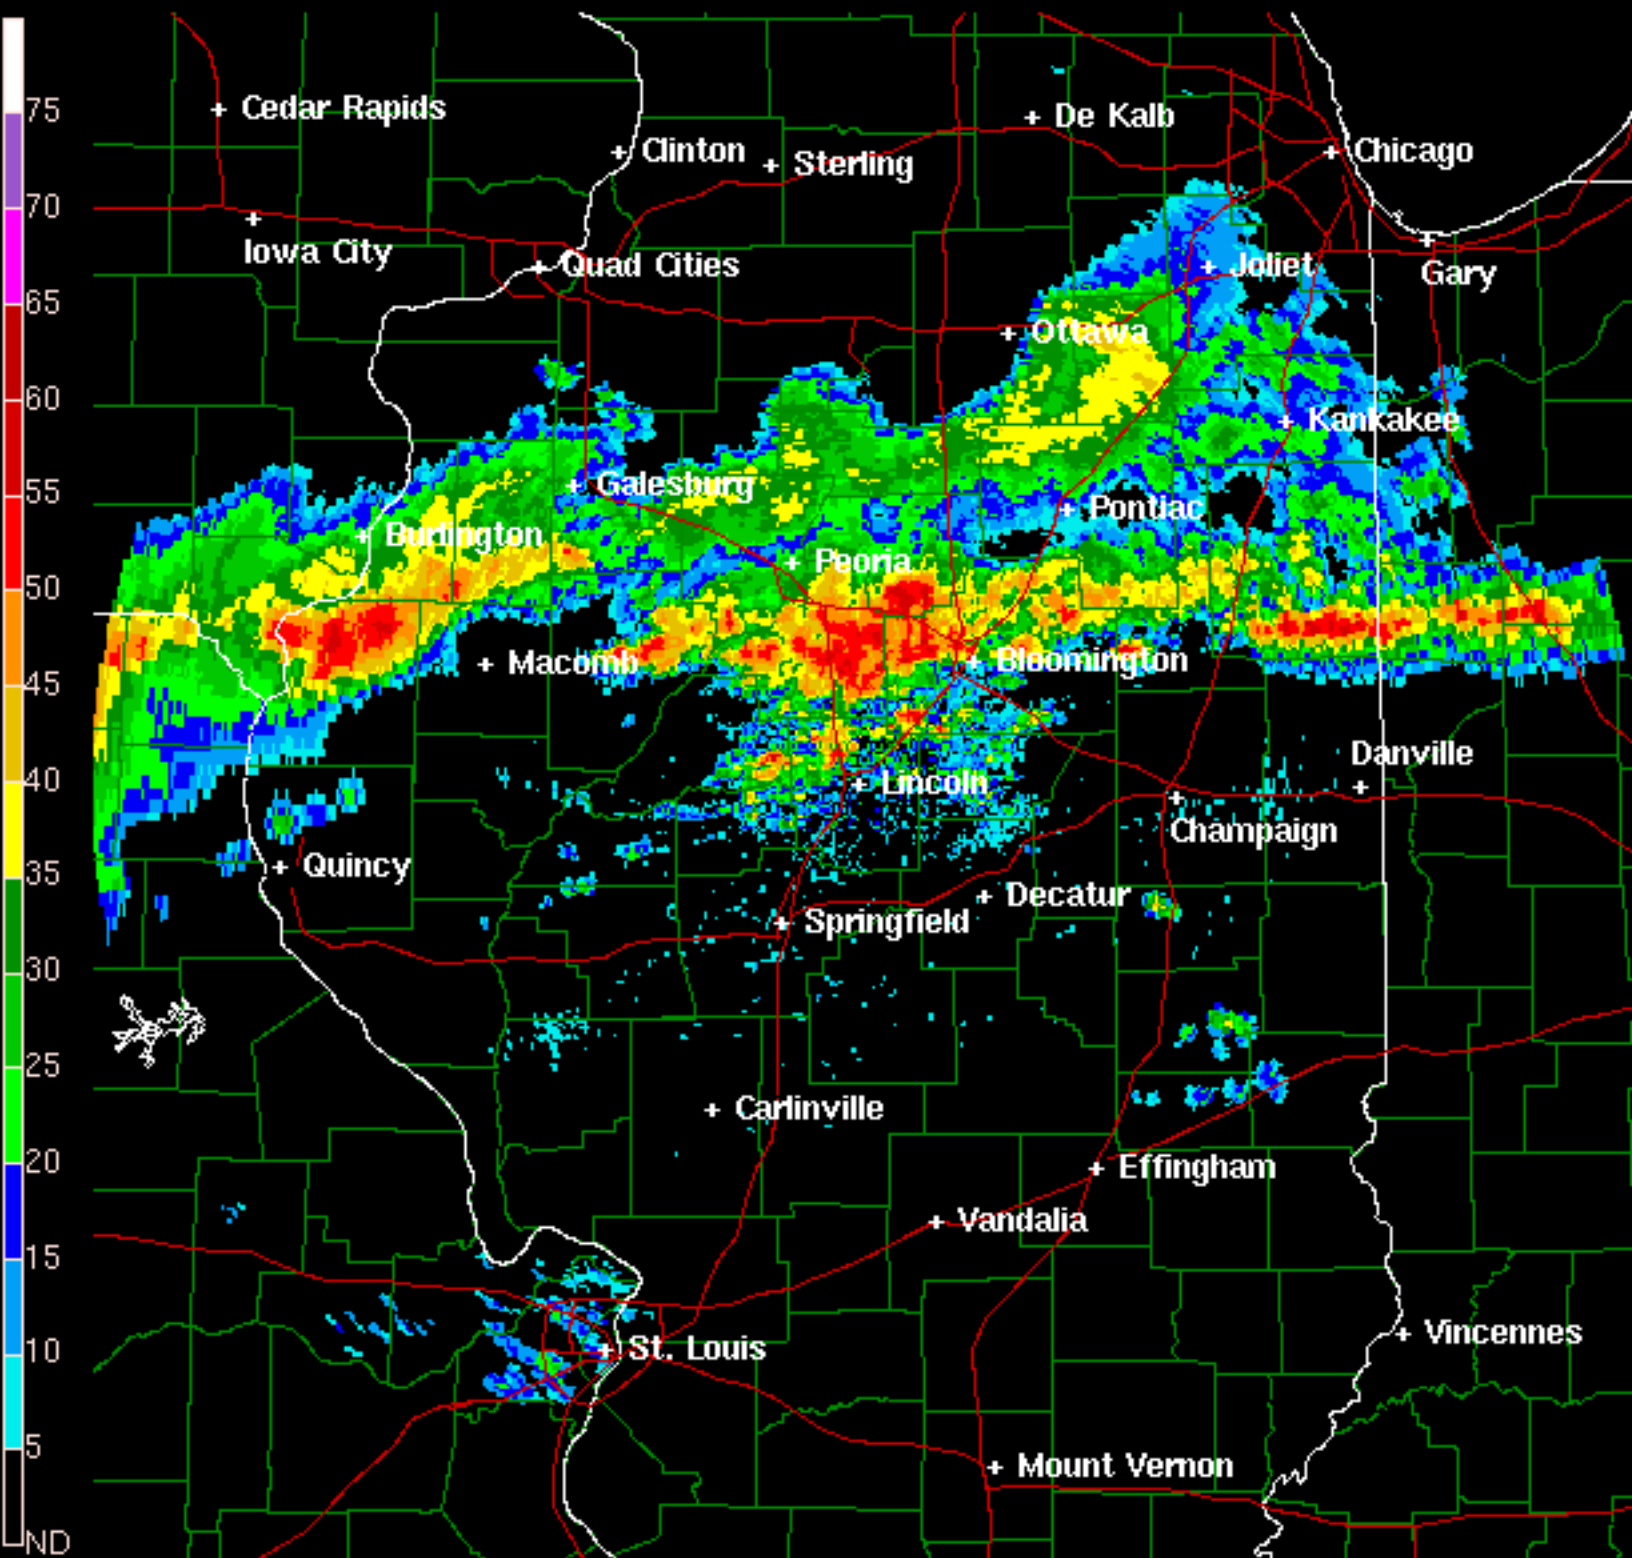 75
70
65
60
55
50
45
40
35
30
25
20
15
10
5
ND
Cedar Rapids
De Kalb
Clinton
Chicago
Sterling
Iowa City
Quad Cities
Joliet
Gary
Ottawa
Kankakee
Galesburg
Pontiac
Burlington
Peoria
Macomb
Bloomington
Danville
Lincoln
Champaign
Quincy
Decatur
Springfield
Carlinville
Effingham
Vandalia
Vincennes
St. Louis
Mount Vernon